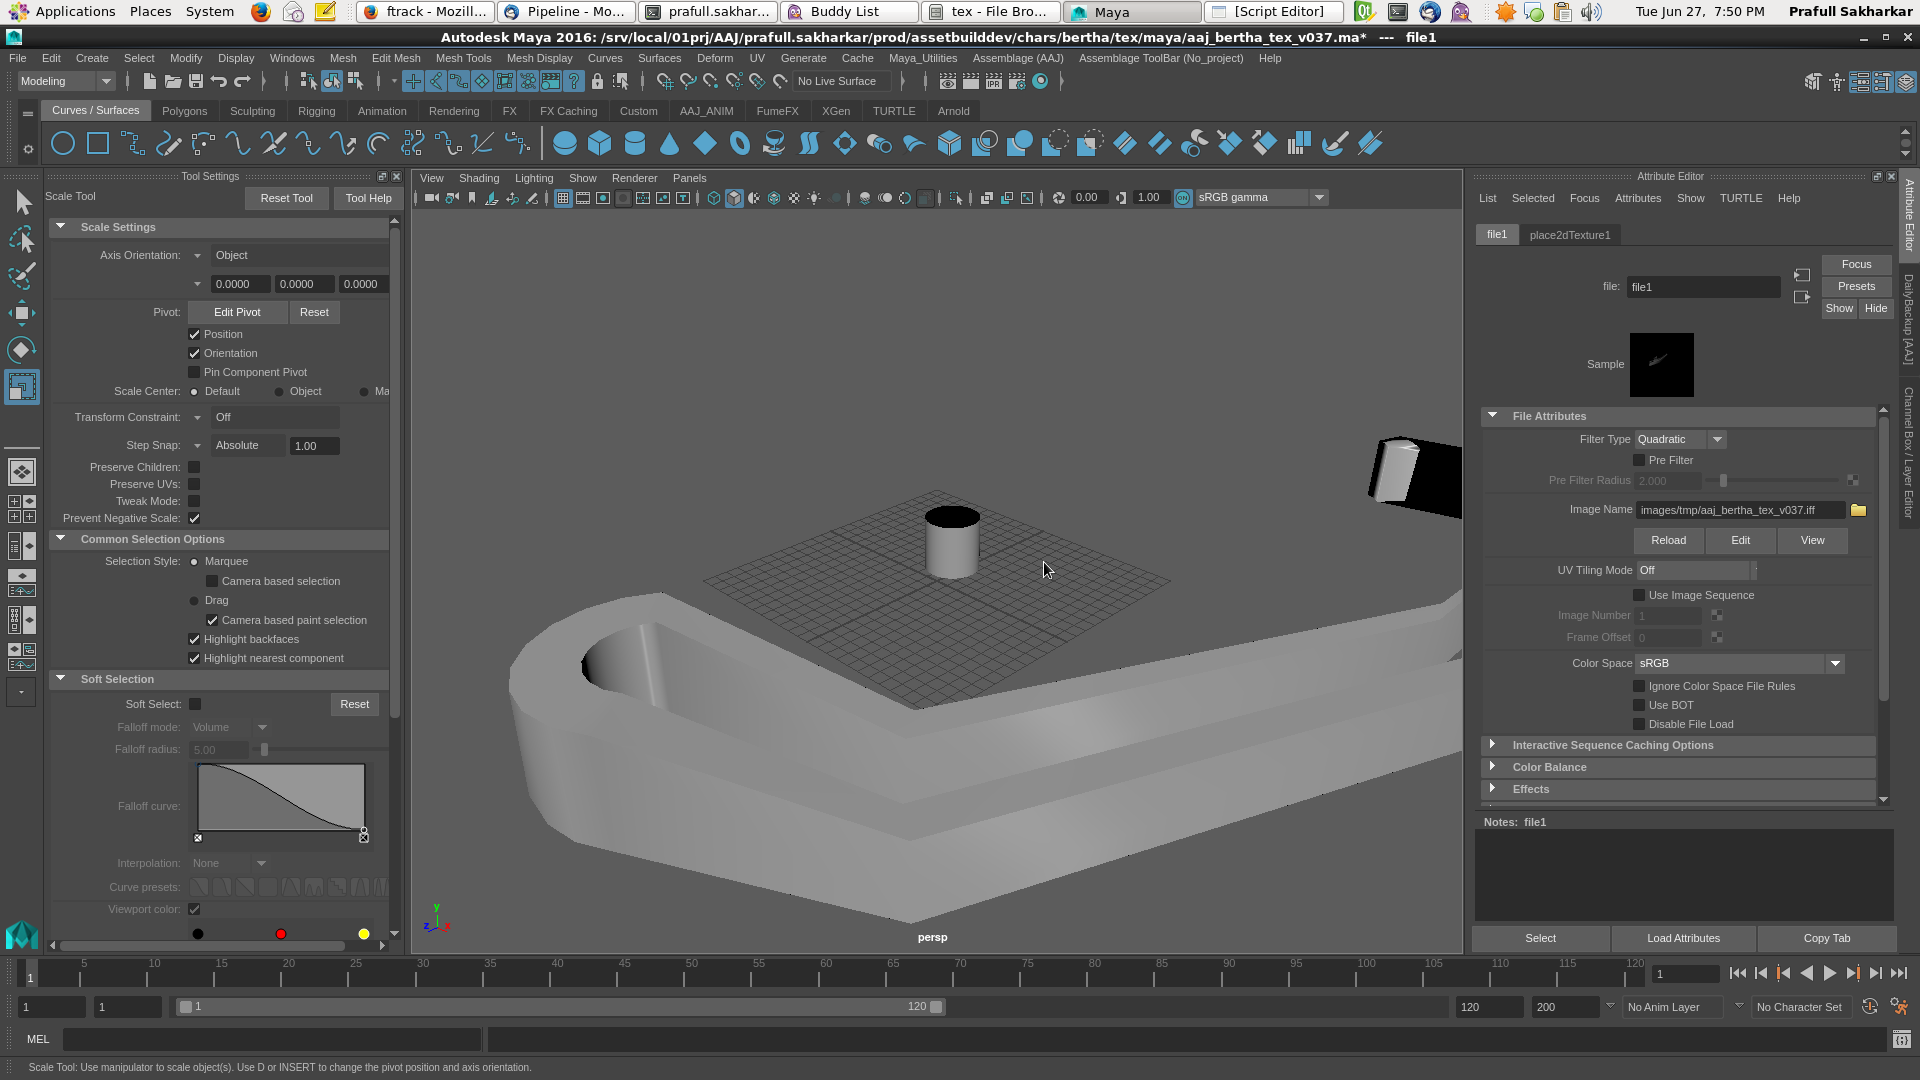 Applications Places System ftrack - Mozill... Pipeline - Mo... prafull.sakhar... Buddy List tex - File Bro... Maya [Script Editor] Tue Jun 27, 7:50 PM Prafull Sakharkar
Autodesk Maya 2016: /srv/local/01prj/AAJ/prafull.sakharkar/prod/assetbuilddev/chars/bertha/tex/maya/aaj_bertha_tex_v037.ma* --- file1
File Edit Create Select Modify Display Windows Mesh Edit Mesh Mesh Tools Mesh Display Curves Surfaces Deform UV Generate Cache Maya_Utilities Assemblage (AAJ) Assemblage ToolBar (No_project) Help
Modeling No Live Surface
Curves / Surfaces Polygons Sculpting Rigging Animation Rendering FX FX Caching Custom AAJ_ANIM FumeFX XGen TURTLE Arnold
Tool Settings
Scale Tool Reset Tool Tool Help
Scale Settings
Axis Orientation: Object
0.0000 0.0000 0.0000
Pivot: Edit Pivot Reset
Position
Orientation
Pin Component Pivot
Scale Center: Default Object Ma
Transform Constraint: Off
Step Snap: Absolute 1.00
Preserve Children:
Preserve UVs:
Tweak Mode:
Prevent Negative Scale:
Common Selection Options
Selection Style: Marquee
Camera based selection
Drag
Camera based paint selection
Highlight backfaces
Highlight nearest component
Soft Selection
Soft Select: Reset
Falloff mode: Volume
Falloff radius: 5.00
Falloff curve:
Interpolation: None
Curve presets:
Viewport color:
View Shading Lighting Show Renderer Panels
0.00 1.00 ON sRGB gamma
y
z x
persp
Attribute Editor
List Selected Focus Attributes Show TURTLE Help
file1 place2dTexture1
Focus
file: file1 Presets
Show Hide
Sample
File Attributes
Filter Type Quadratic
Pre Filter
Pre Filter Radius 2.000
Image Name images/tmp/aaj_bertha_tex_v037.iff
Reload Edit View
UV Tiling Mode Off
Use Image Sequence
Image Number 1
Frame Offset 0
Color Space sRGB
Ignore Color Space File Rules
Use BOT
Disable File Load
Interactive Sequence Caching Options
Color Balance
Effects
Notes: file1
Select Load Attributes Copy Tab
Attribute Editor
DailyBackup [AAJ]
Channel Box / Layer Editor
1 5 10 15 20 25 30 35 40 45 50 55 60 65 70 75 80 85 90 95 100 105 110 115 120 1
1 1 1 120 120 200 No Anim Layer No Character Set
MEL
Scale Tool: Use manipulator to scale object(s). Use D or INSERT to change the pivot position and axis orientation.